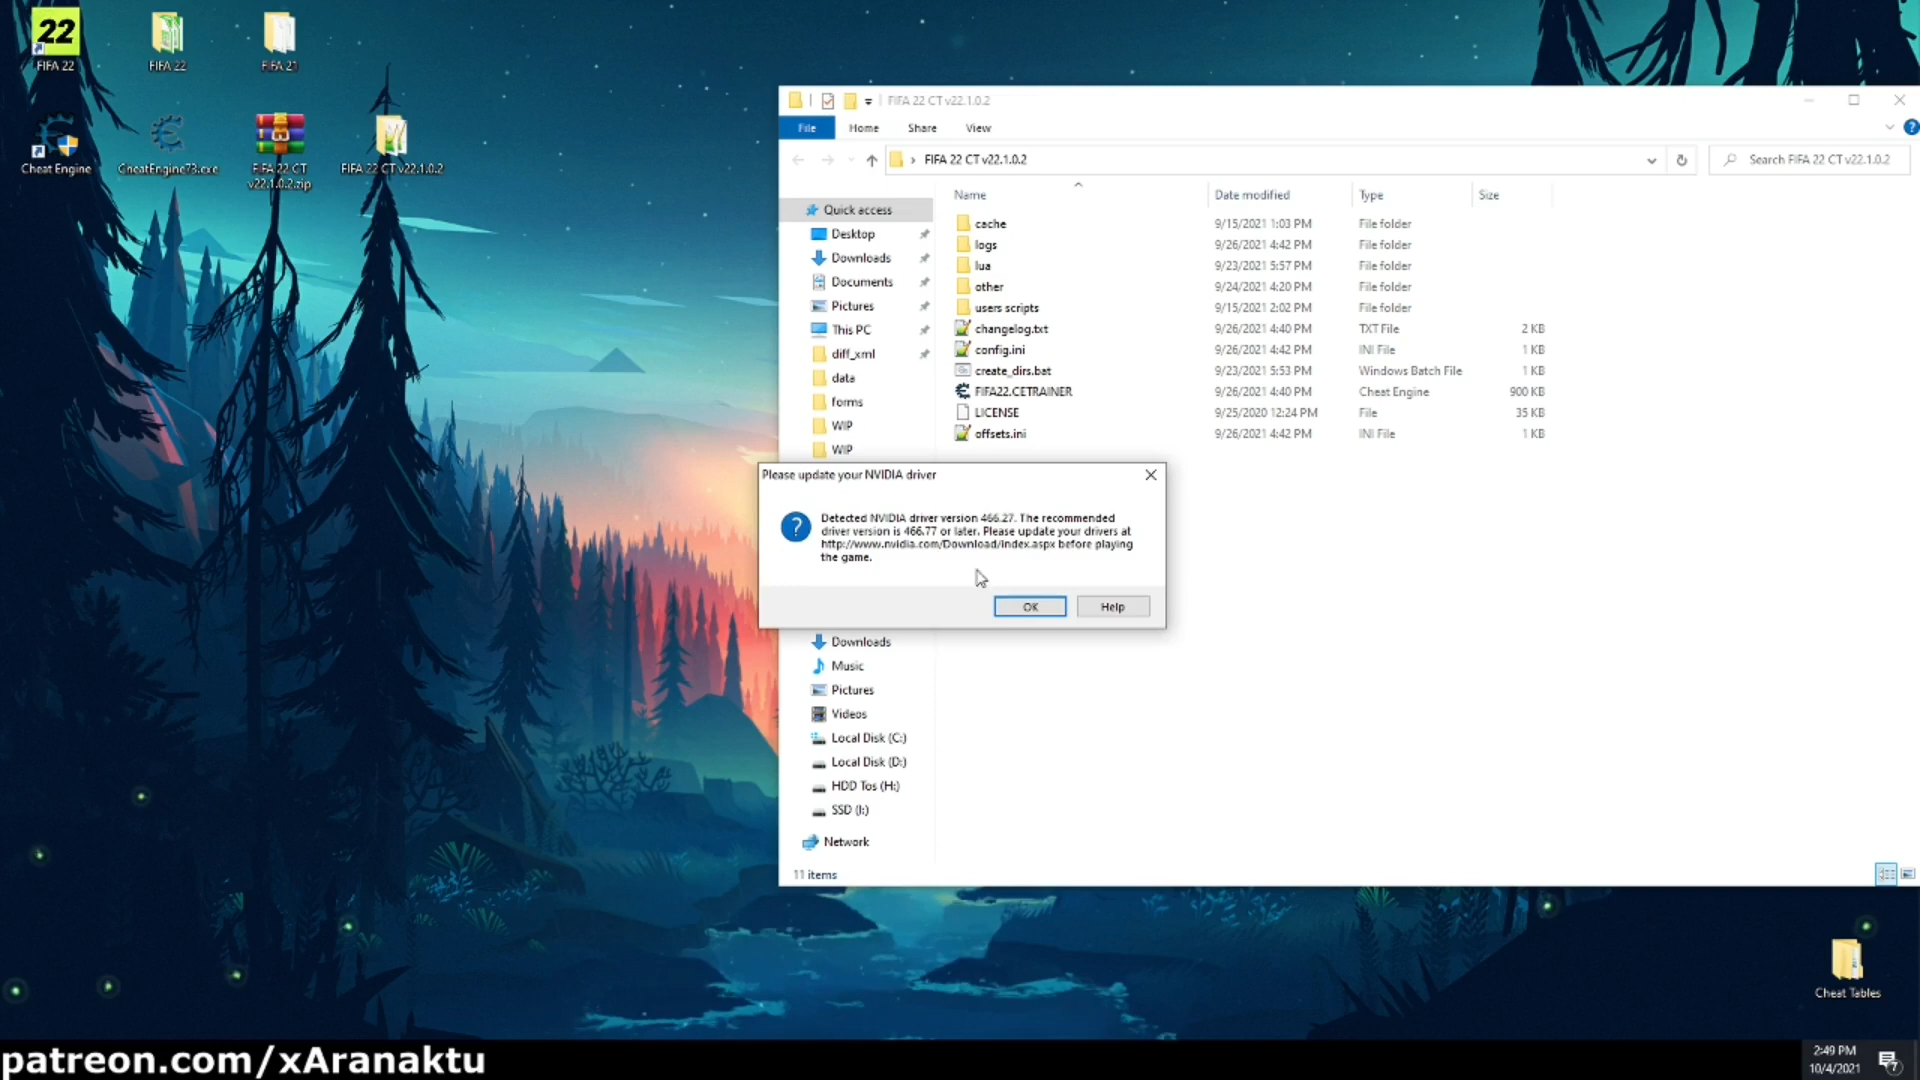 22
FIFA 22
FIFA 22
FIFA 21
Cheat Engine
CheatEngine73.exe
FIFA 22 CT
v22.1.0.2.zip
FIFA 22 CT v22.1.0.2
FIFA 22 CT v22.1.0.2
File
Home
Share
View
FIFA 22 CT v22.1.0.2
Search FIFA 22 CT v22.1.0.2
Name
Date modified
Type
Size
Quick access
Desktop
Downloads
Documents
Pictures
This PC
diff_xml
data
forms
WIP
WIP
cache 9/15/2021 1:03 PM File folder
logs 9/26/2021 4:42 PM File folder
lua 9/23/2021 5:57 PM File folder
other 9/24/2021 4:20 PM File folder
users scripts 9/15/2021 2:02 PM File folder
changelog.txt 9/26/2021 4:40 PM TXT File 2 KB
config.ini 9/26/2021 4:42 PM INI File 1 KB
create_dirs.bat 9/23/2021 5:53 PM Windows Batch File 1 KB
FIFA22.CETRAINER 9/26/2021 4:40 PM Cheat Engine 900 KB
LICENSE 9/25/2020 12:24 PM File 35 KB
offsets.ini 9/26/2021 4:42 PM INI File 1 KB
Please update your NVIDIA driver
Detected NVIDIA driver version 466.27. The recommended
driver version is 466.77 or later. Please update your drivers at
http://www.nvidia.com/Download/index.aspx before playing
the game.
OK
Help
Downloads
Music
Pictures
Videos
Local Disk (C:)
Local Disk (D:)
HDD Tos (H:)
SSD (I:)
Network
11 items
Cheat Tables
patreon.com/xAranaktu
2:49 PM
10/4/2021
7